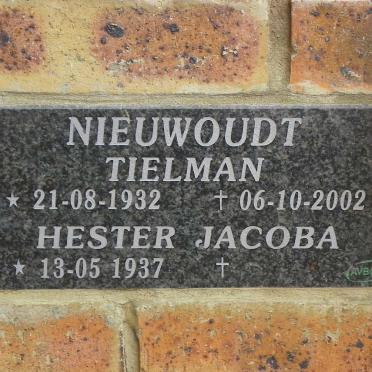 NIEUWOUDT
TIELMAN
* 21-08-1932 † 06-10-2002
HESTER JACOBA
* 13-05 1937 †